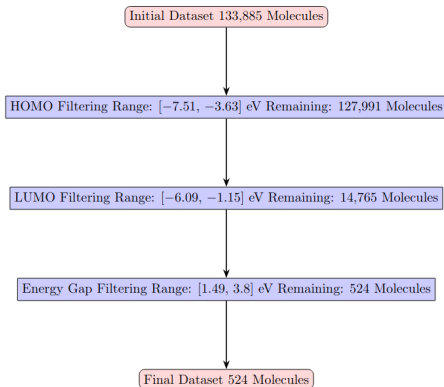 Initial Dataset 133,885 Molecules
HOMO Filtering Range: [−7.51, −3.63] eV Remaining: 127,991 Molecules
LUMO Filtering Range: [−6.09, −1.15] eV Remaining: 14,765 Molecules
Energy Gap Filtering Range: [1.49, 3.8] eV Remaining: 524 Molecules
Final Dataset 524 Molecules